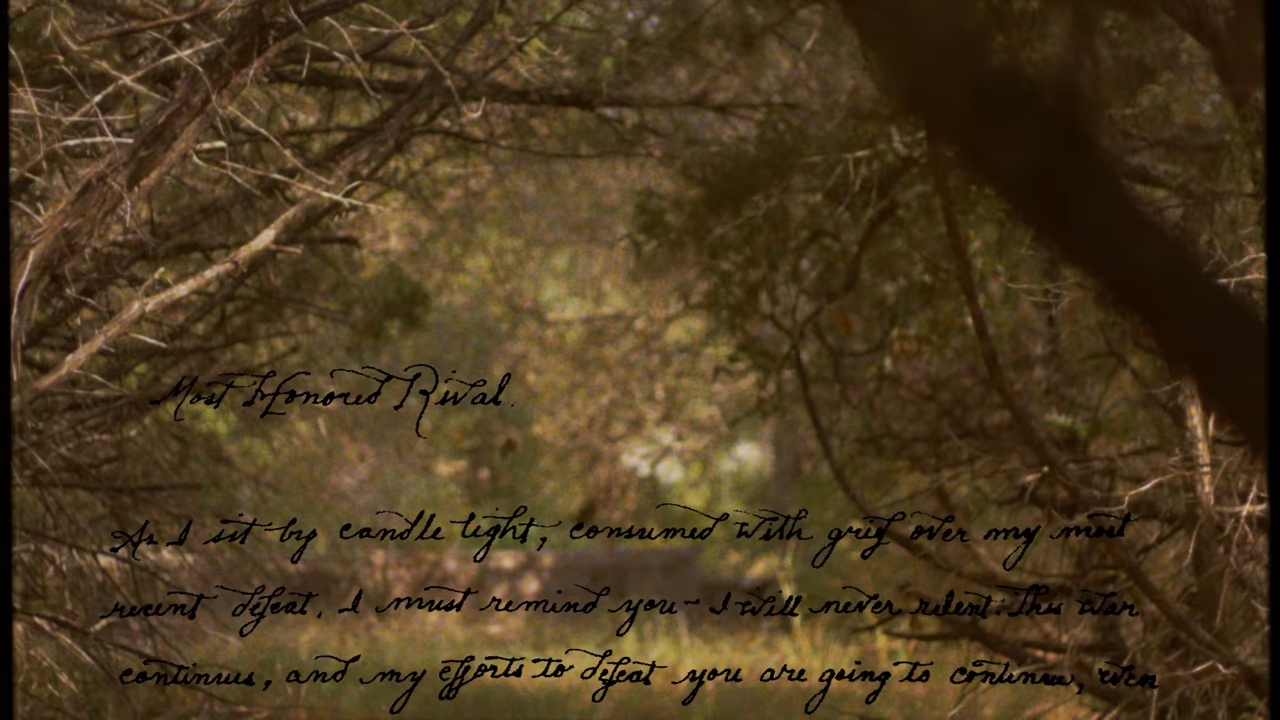 Most Honored Rival.
As I sit by candle light, consumed with grief over my most
recent defeat, I must remind you- I will never relent. This war
continues, and my efforts to defeat you are going to continue, even